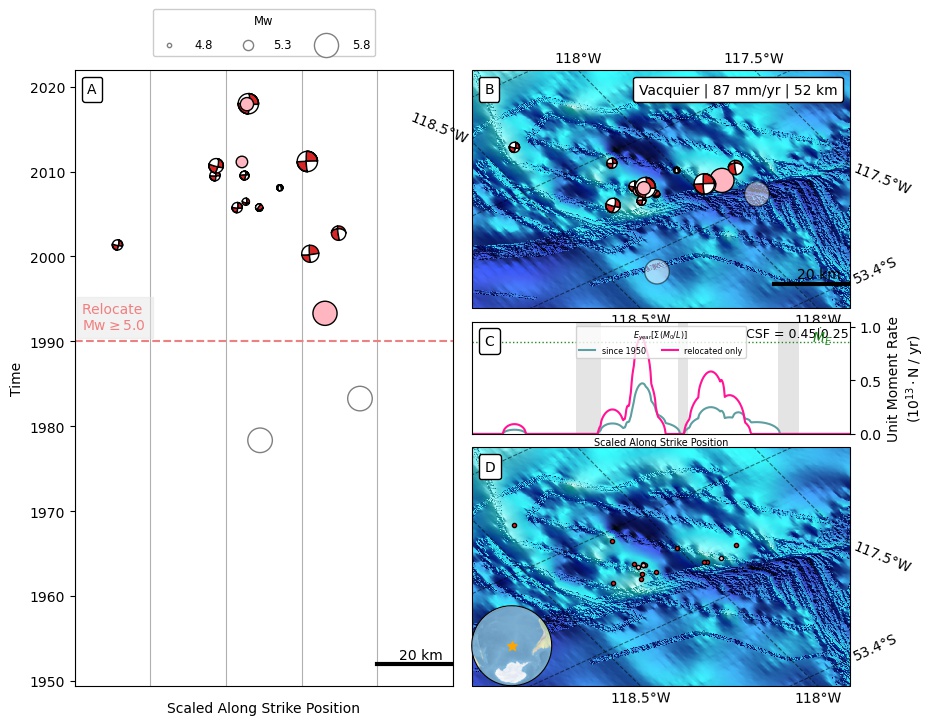 Mw
4.8 5.3 5.8
A
2020
2010
2000
1990
1980
1970
1960
1950
Time
Relocate
Mw ≥ 5.0
20 km
Scaled Along Strike Position
118°W 117.5°W
118.5°W
B
Vacquier | 87 mm/yr | 52 km
117.5°W
53.4°S
20 km
118.5°W 118°W
C
E_year[Σ(Ṁ₀/L)]
since 1950 relocated only
CSF = 0.45/0.25
Ṁ_E
1.0
0.5
0.0
Unit Moment Rate
(10¹³ · N / yr)
Scaled Along Strike Position
D
117.5°W
53.4°S
118.5°W 118°W